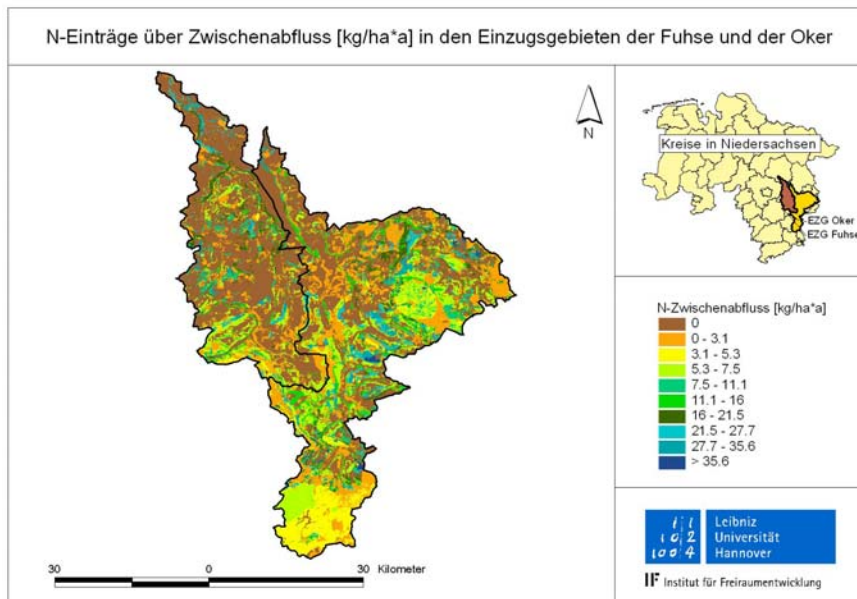 N-Einträge über Zwischenabfluss [kg/ha*a] in den Einzugsgebieten der Fuhse und der Oker
N
Kreise in Niedersachsen
EZG Oker
EZG Fuhse
N-Zwischenabfluss [kg/ha*a]
0
0 - 3.1
3.1 - 5.3
5.3 - 7.5
7.5 - 11.1
11.1 - 16
16 - 21.5
21.5 - 27.7
27.7 - 35.6
> 35.6
30 0 30 Kilometer
Leibniz
Universität
Hannover
Institut für Freiraumentwicklung